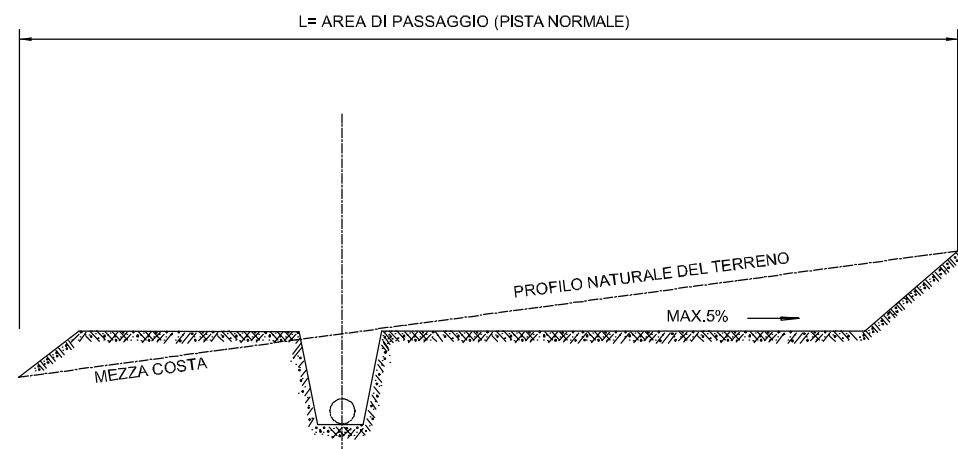 L= AREA DI PASSAGGIO (PISTA NORMALE)
PROFILO NATURALE DEL TERRENO
MAX.5%
MEZZA COSTA